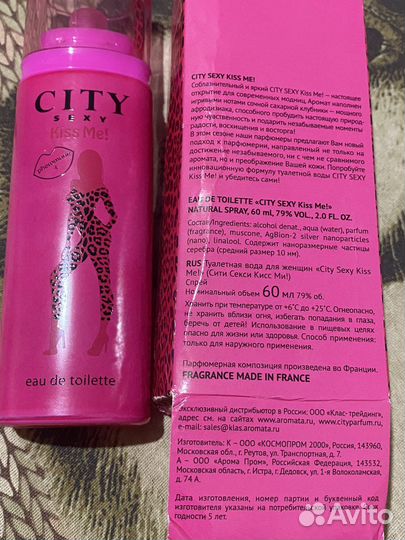 CITY
SEXY
Kiss Me!
eau de toilette
CITY SEXY KISS ME!
Соблазнительный и яркий CITY SEXY Kiss Me! — настоящее
открытие для современных модниц. Аромат наполнен
игривыми нотами сочной сахарной клубники — мощного
афродизиака, способного пробудить настоящую природ-
ную чувственность и подарить незабываемые моменты
радости, восхищения и восторга!
В этом сезоне наши парфюмеры предлагают Вам новый
подход к парфюмерии, направленный не только на
достижение незабываемого, ни с чем не сравнимого
аромата, но и преображение Вашей кожи. Попробуйте
инновационную формулу туалетной воды CITY SEXY
Kiss Me! и убедитесь сами!
EAU DE TOILETTE «CITY SEXY Kiss Me!»
NATURAL SPRAY, 60 ML, 79% VOL., 2.0 FL. OZ.
Состав/Ingredients: alcohol denat., aqua (water), parfum
(fragrance), muscone, AgBion-2 silver nanoparticles
(nano), linalool. Содержит наноразмерные частицы
серебра (средний размер 10 нм).
RUS Туалетная вода для женщин «City Sexy Kiss
Me!» (Сити Секси Кисс Ми!)
Спрей
Номинальный объем 60 МЛ 79% об.
Хранить при температуре от +6˚С до +25˚С. Огнеопасно,
не хранить вблизи огня, избегать попадания в глаза,
беречь от детей! Использование в пищевых целях
опасно для жизни или здоровья. Способ применения:
только для наружного применения.
Парфюмерная композиция произведена во Франции.
FRAGRANCE MADE IN FRANCE
Эксклюзивный дистрибьютор в России: ООО «Клас-трейдинг»,
адрес см. на сайтах www.aromata.ru, www.cityparfum.ru,
e-mail: sales@klas.aromata.ru
Изготовитель: К — ООО «КОСМОПРОМ 2000», Россия, 143960,
Московская обл., г. Реутов, ул. Транспортная, д. 7.
А — ООО «Арома Пром», Российская Федерация, 143532,
Московская область, Истра г., г. Дедовск, ул. 1-я Волоколамская,
д. 74 А.
Дата изготовления, номер партии и буквенный код
изготовителя указаны на потребительской упаковке.
годности 5 лет.
Avito